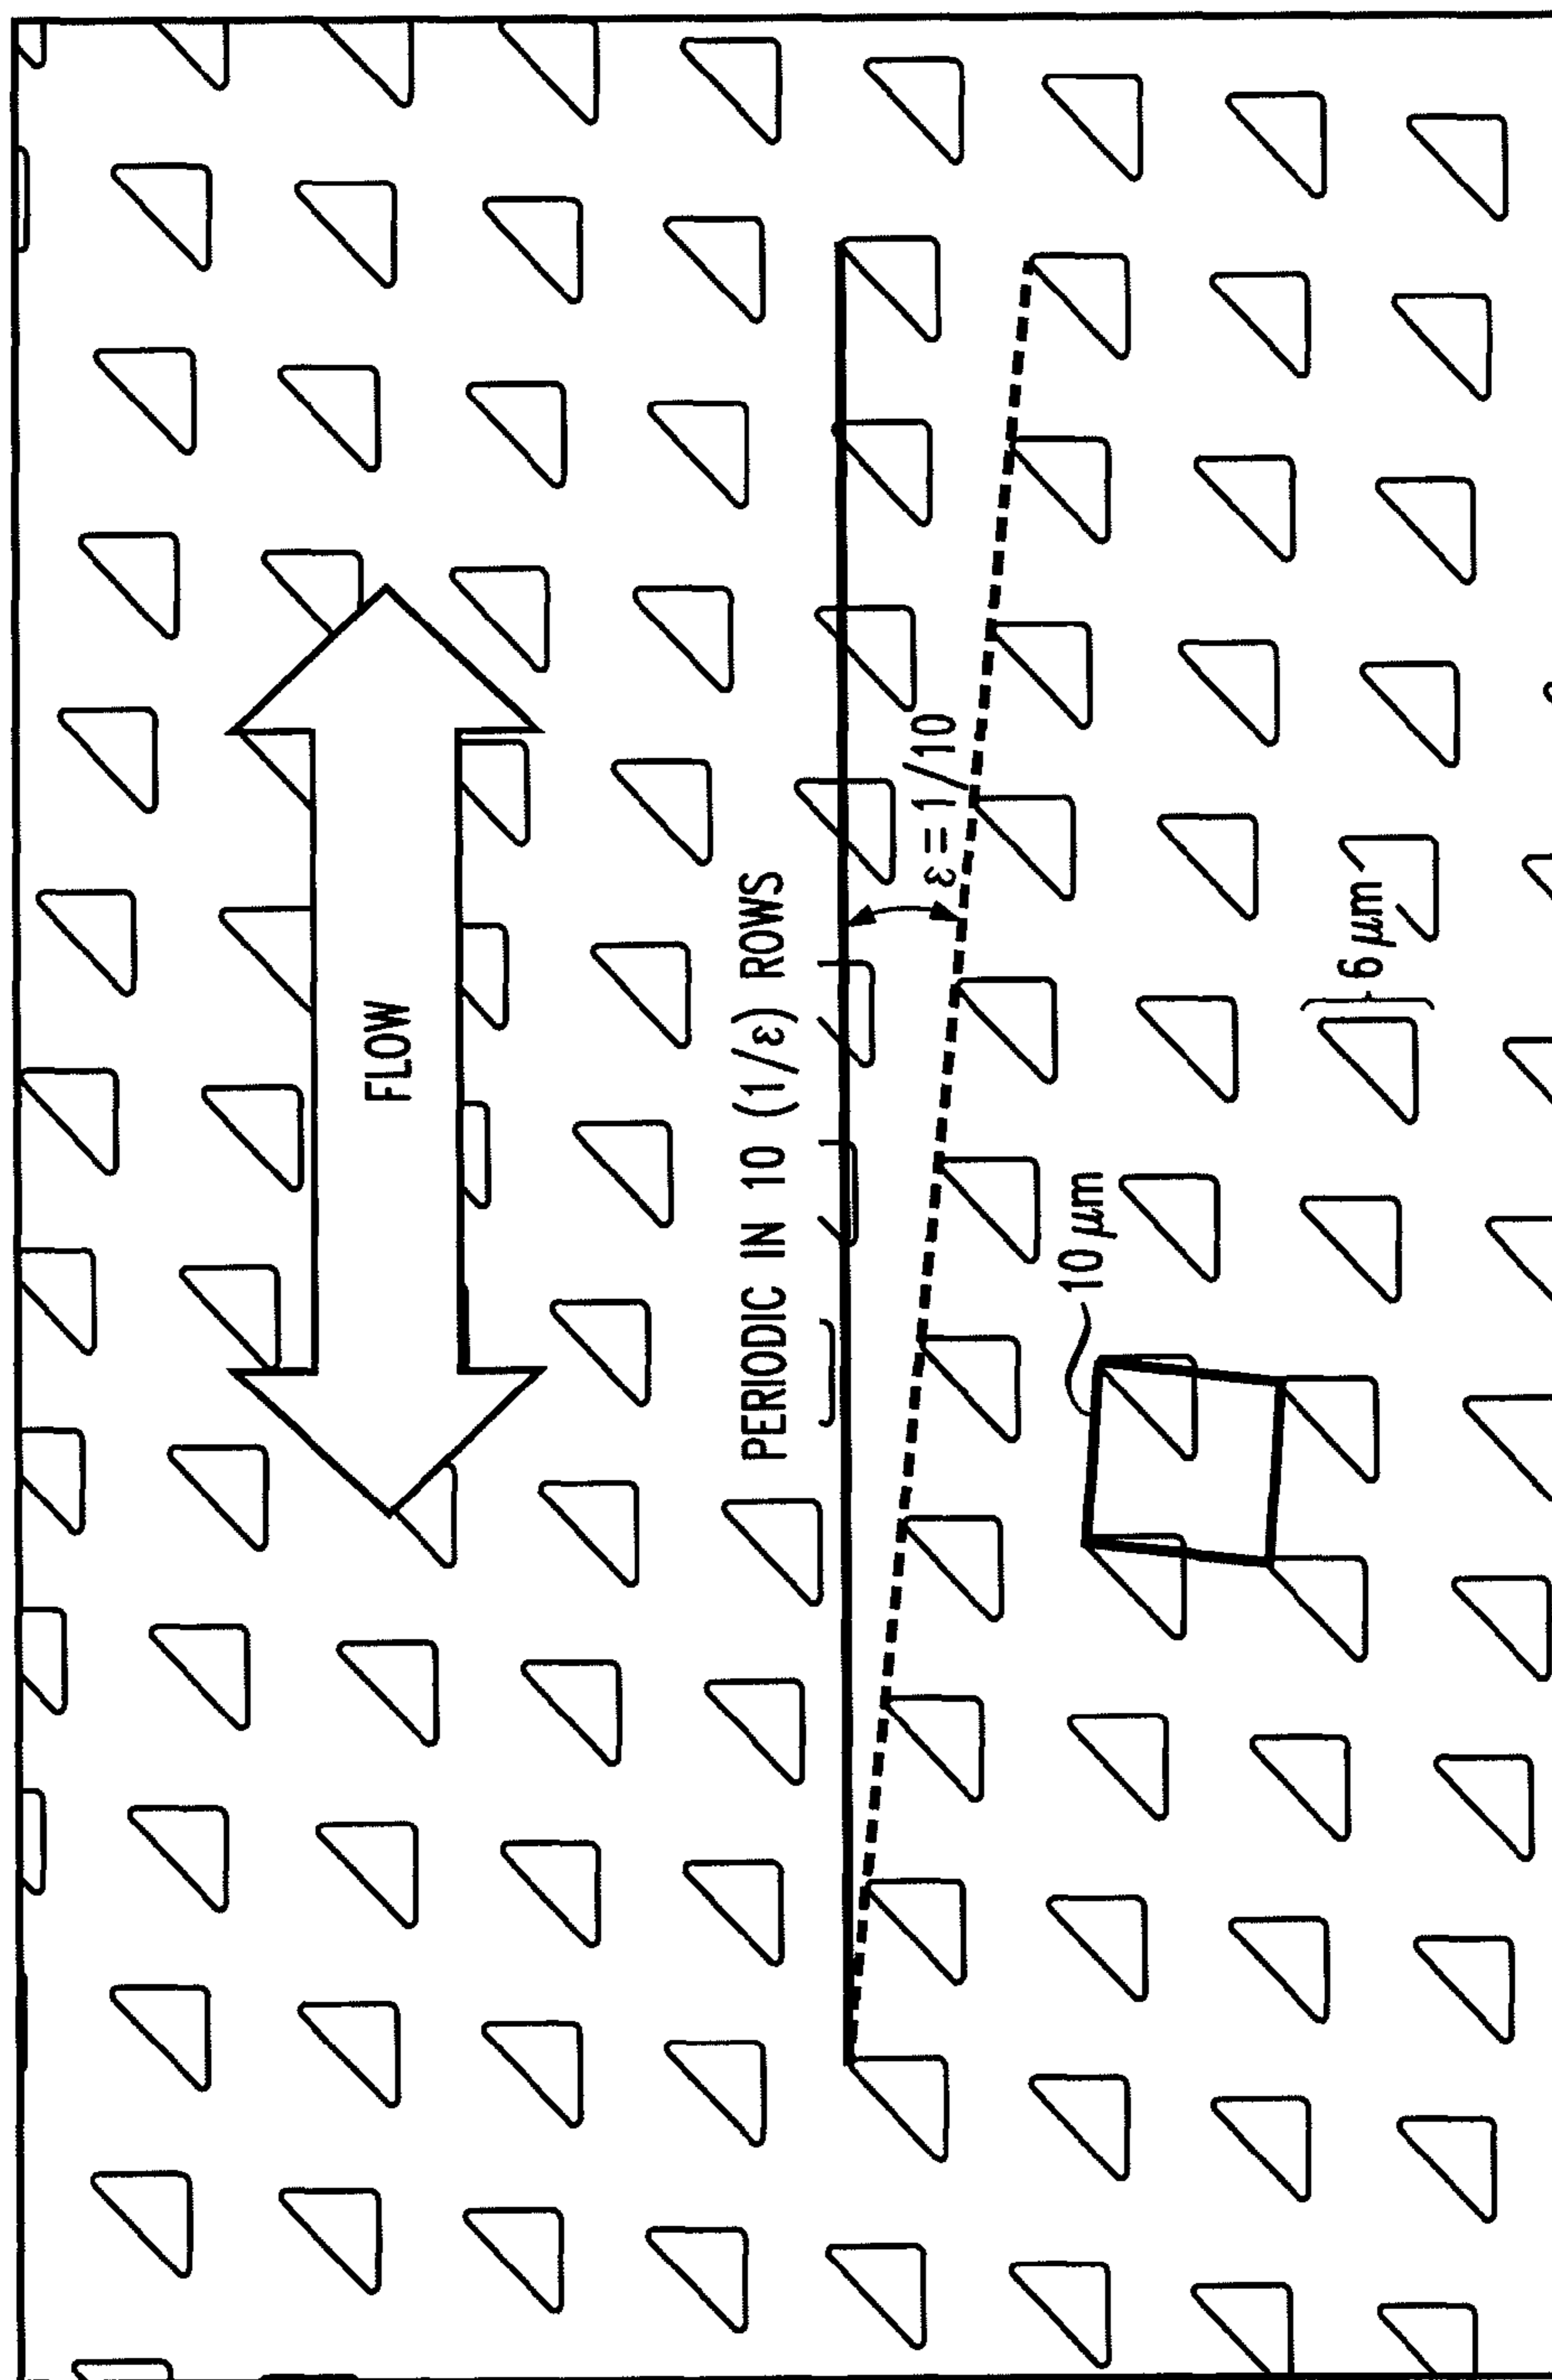 FLOW
PERIODIC IN 10 (1/ε) ROWS
ε = 1/10
10 μm
6 μm